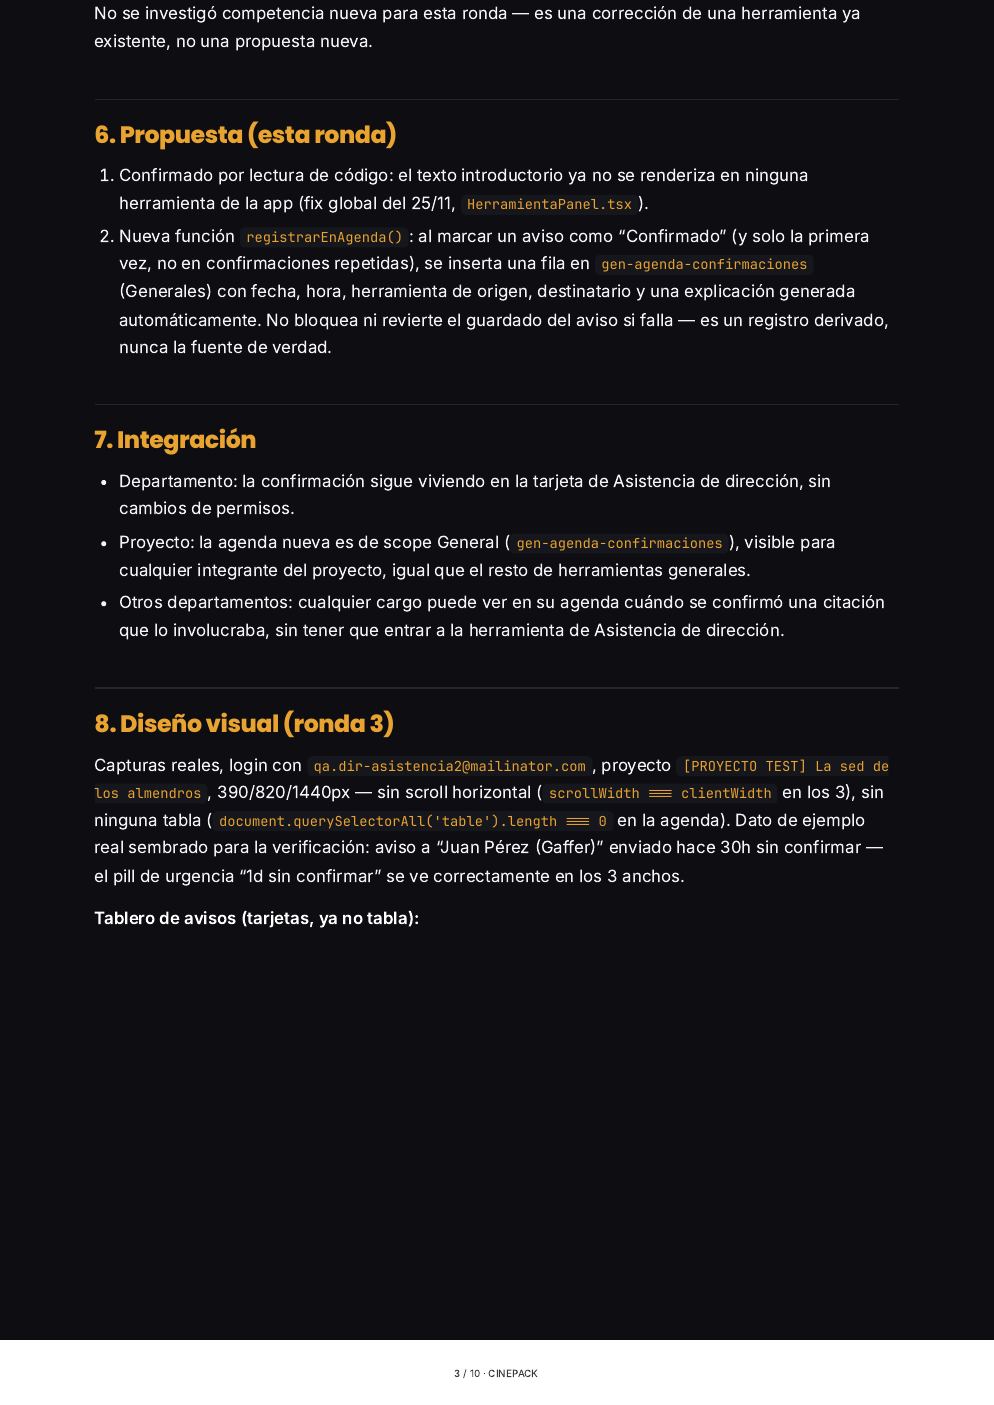 No se investigó competencia nueva para esta ronda — es una corrección de una herramienta ya
existente, no una propuesta nueva.
6. Propuesta (esta ronda)
1. Confirmado por lectura de código: el texto introductorio ya no se renderiza en ninguna
herramienta de la app (fix global del 25/11, HerramientaPanel.tsx ).
2. Nueva función registrarEnAgenda() : al marcar un aviso como “Confirmado” (y solo la primera
vez, no en confirmaciones repetidas), se inserta una fila en gen-agenda-confirmaciones
(Generales) con fecha, hora, herramienta de origen, destinatario y una explicación generada
automáticamente. No bloquea ni revierte el guardado del aviso si falla — es un registro derivado,
nunca la fuente de verdad.
7. Integración
• Departamento: la confirmación sigue viviendo en la tarjeta de Asistencia de dirección, sin
cambios de permisos.
• Proyecto: la agenda nueva es de scope General ( gen-agenda-confirmaciones ), visible para
cualquier integrante del proyecto, igual que el resto de herramientas generales.
• Otros departamentos: cualquier cargo puede ver en su agenda cuándo se confirmó una citación
que lo involucraba, sin tener que entrar a la herramienta de Asistencia de dirección.
8. Diseño visual (ronda 3)
Capturas reales, login con qa.dir-asistencia2@mailinator.com , proyecto [PROYECTO TEST] La sed de
los almendros , 390/820/1440px — sin scroll horizontal ( scrollWidth === clientWidth en los 3), sin
ninguna tabla ( document.querySelectorAll('table').length === 0 en la agenda). Dato de ejemplo
real sembrado para la verificación: aviso a “Juan Pérez (Gaffer)” enviado hace 30h sin confirmar —
el pill de urgencia “1d sin confirmar” se ve correctamente en los 3 anchos.
Tablero de avisos (tarjetas, ya no tabla):
3 / 10 · CINEPACK